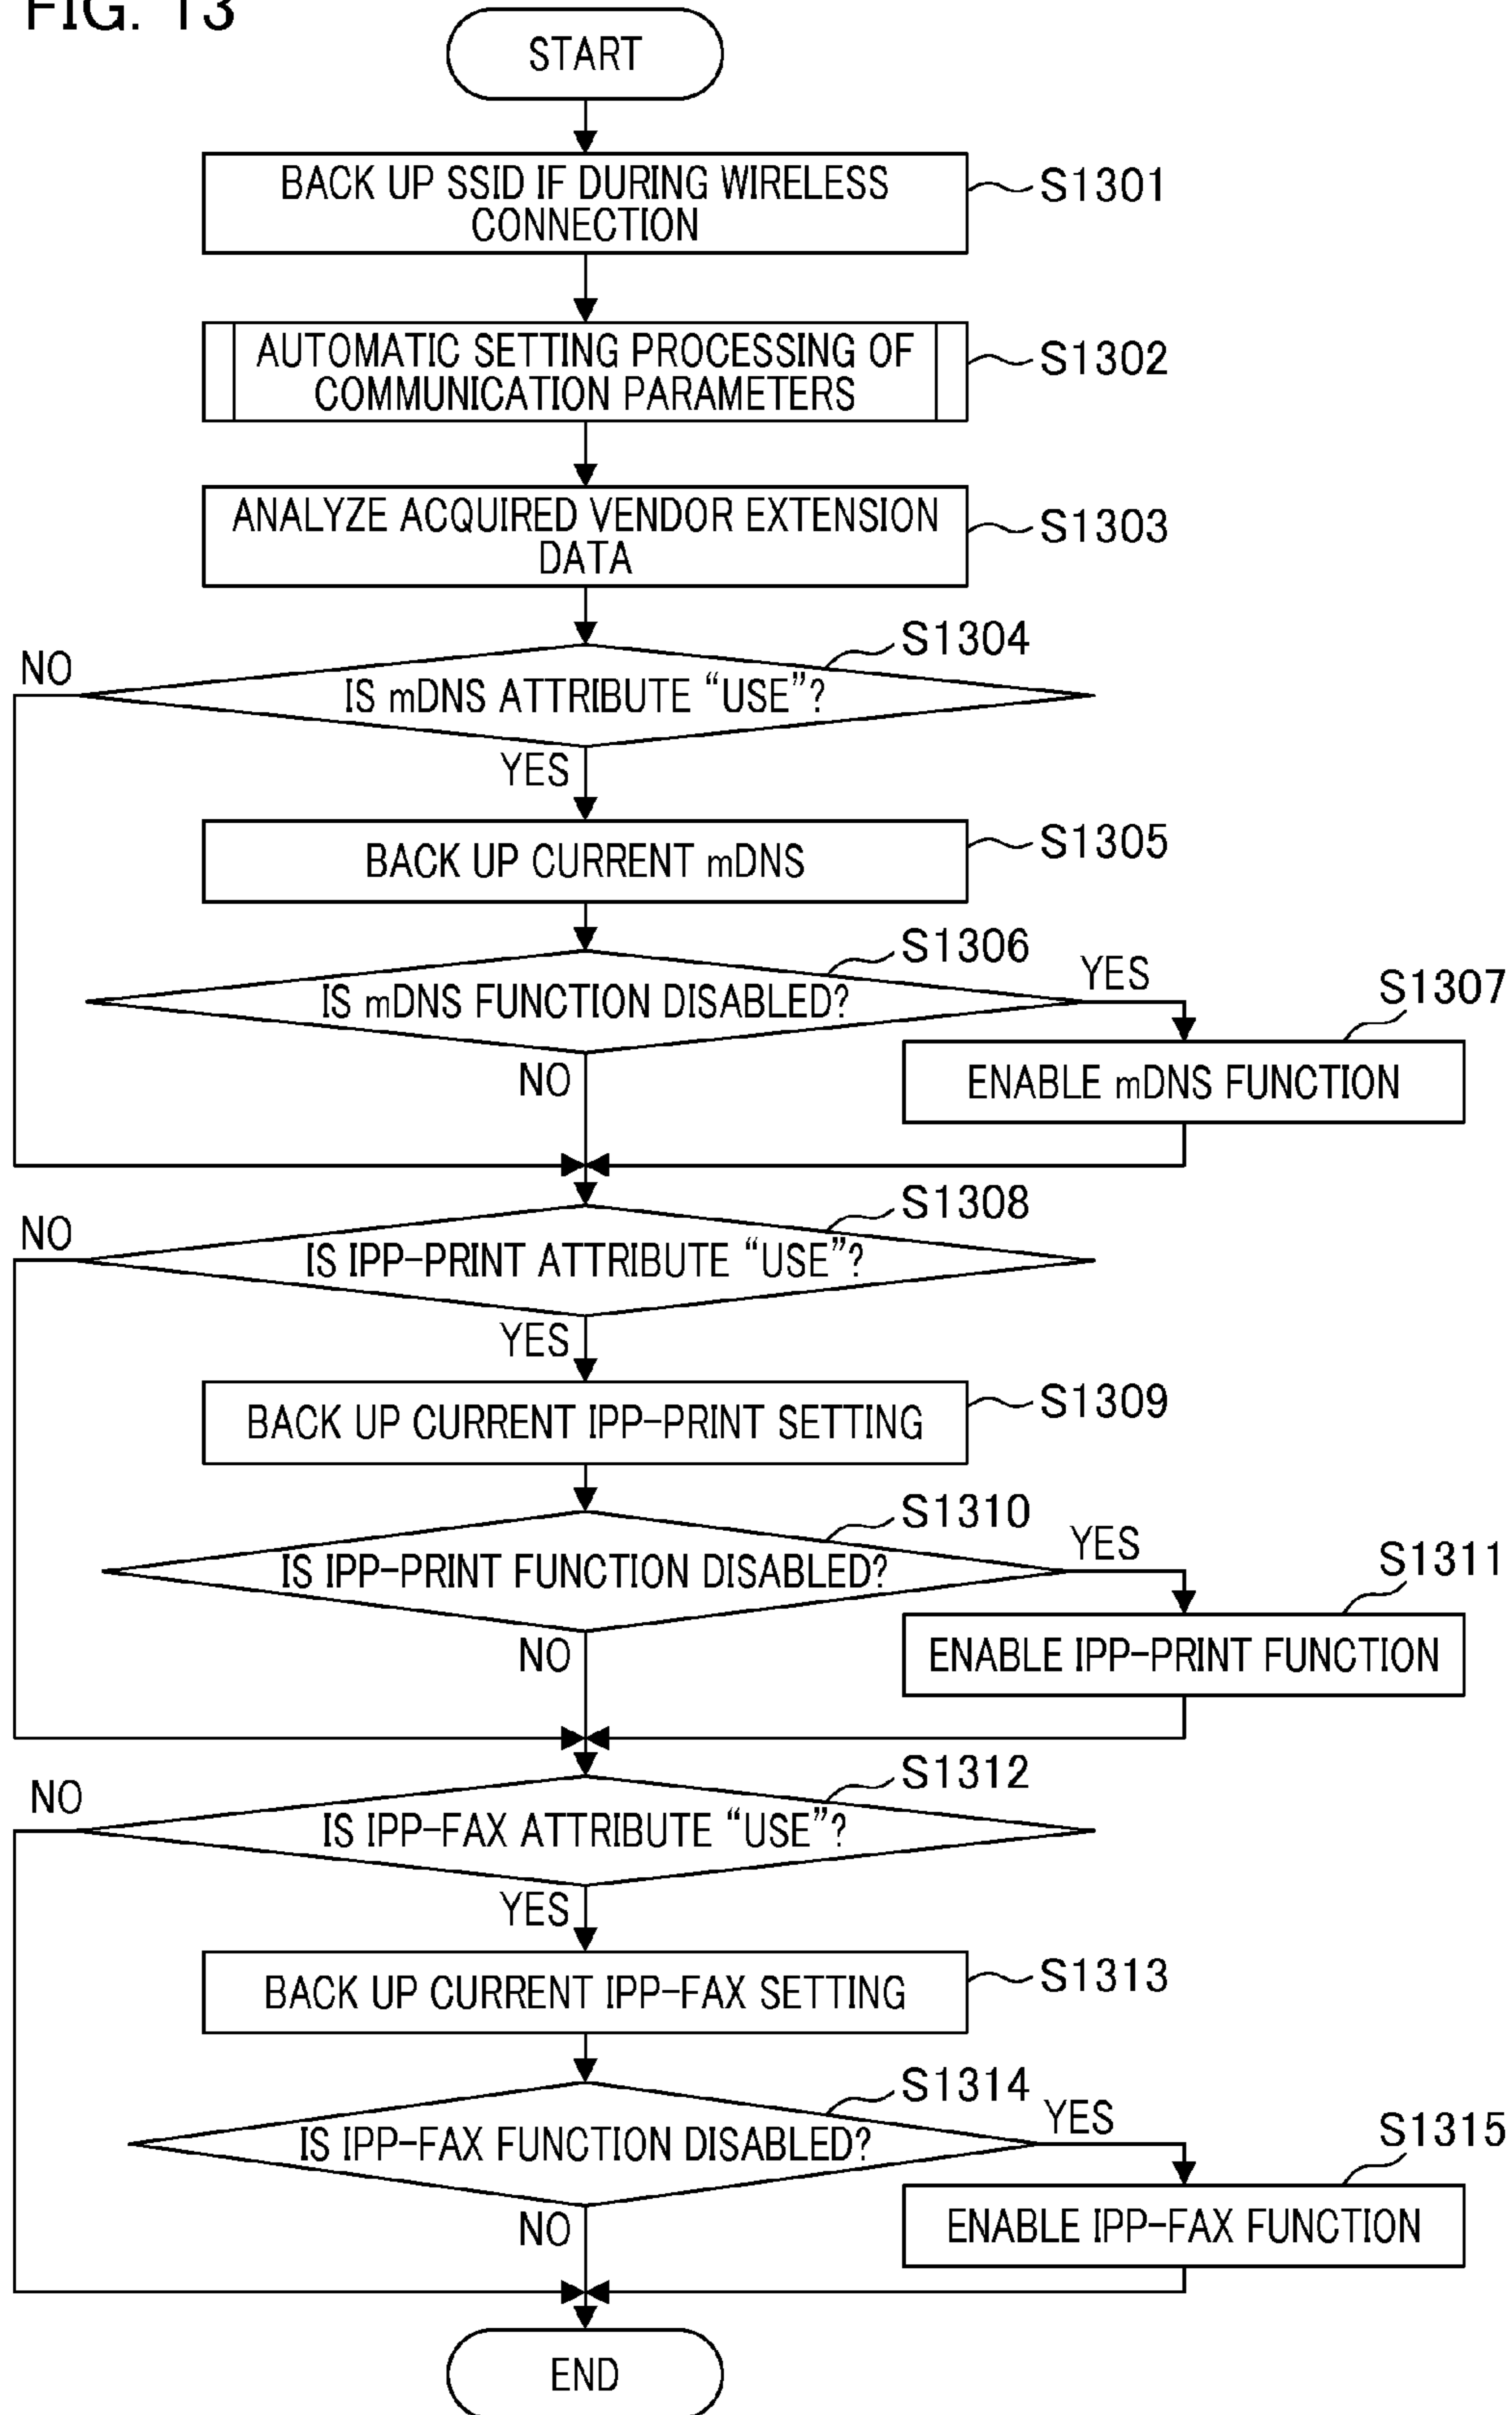 FIG. 13
START
BACK UP SSID IF DURING WIRELESS
CONNECTION
S1301
AUTOMATIC SETTING PROCESSING OF
COMMUNICATION PARAMETERS
S1302
ANALYZE ACQUIRED VENDOR EXTENSION
DATA
S1303
S1304
NO
IS mDNS ATTRIBUTE “USE”?
YES
BACK UP CURRENT mDNS
S1305
S1306
IS mDNS FUNCTION DISABLED?
YES
S1307
ENABLE mDNS FUNCTION
NO
S1308
NO
IS IPP-PRINT ATTRIBUTE “USE”?
YES
BACK UP CURRENT IPP-PRINT SETTING
S1309
S1310
IS IPP-PRINT FUNCTION DISABLED?
YES
S1311
ENABLE IPP-PRINT FUNCTION
NO
S1312
NO
IS IPP-FAX ATTRIBUTE “USE”?
YES
BACK UP CURRENT IPP-FAX SETTING
S1313
S1314
IS IPP-FAX FUNCTION DISABLED?
YES
S1315
ENABLE IPP-FAX FUNCTION
NO
END